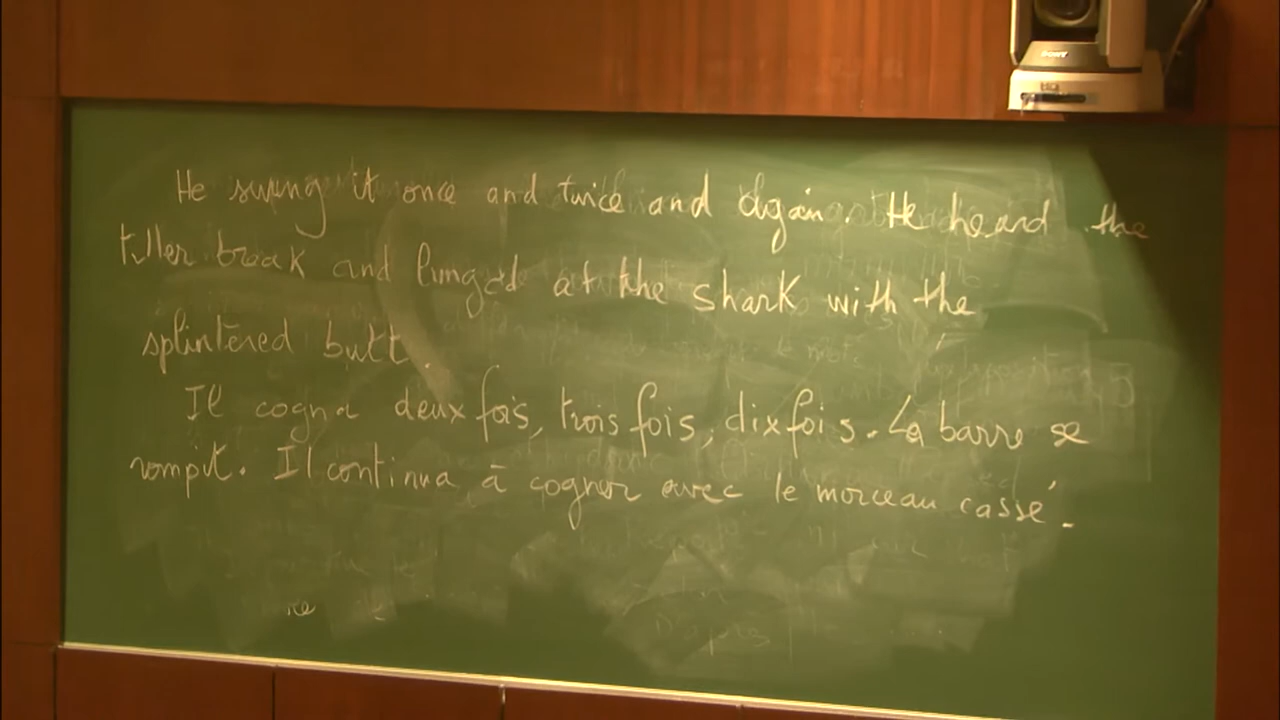 SONY
He swung it once and twice and again. He heard the
tiller break and lunged at the shark with the
splintered butt.
Il cogna deux fois, trois fois, dix fois. La barre se
rompit. Il continua à cogner avec le morceau cassé.